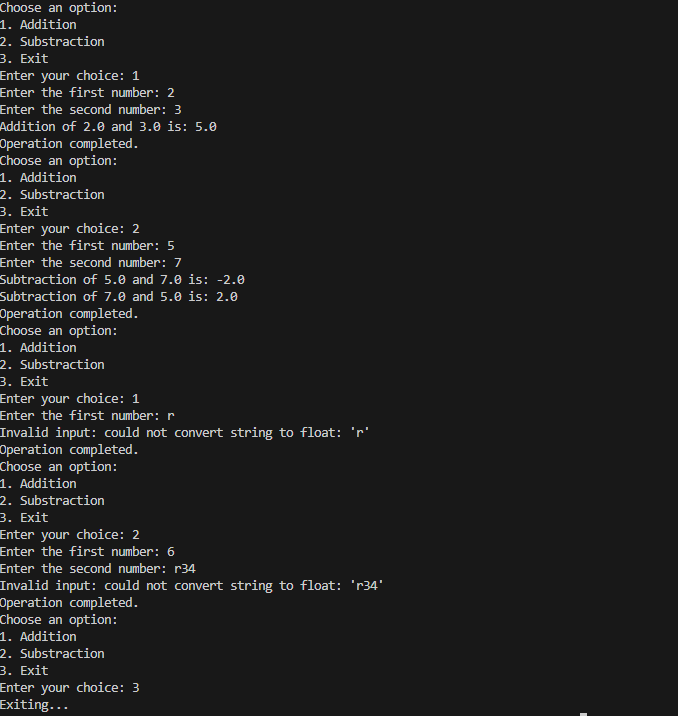 Choose an option:
1. Addition
2. Substraction
3. Exit
Enter your choice: 1
Enter the first number: 2
Enter the second number: 3
Addition of 2.0 and 3.0 is: 5.0
Operation completed.
Choose an option:
1. Addition
2. Substraction
3. Exit
Enter your choice: 2
Enter the first number: 5
Enter the second number: 7
Subtraction of 5.0 and 7.0 is: -2.0
Subtraction of 7.0 and 5.0 is: 2.0
Operation completed.
Choose an option:
1. Addition
2. Substraction
3. Exit
Enter your choice: 1
Enter the first number: r
Invalid input: could not convert string to float: 'r'
Operation completed.
Choose an option:
1. Addition
2. Substraction
3. Exit
Enter your choice: 2
Enter the first number: 6
Enter the second number: r34
Invalid input: could not convert string to float: 'r34'
Operation completed.
Choose an option:
1. Addition
2. Substraction
3. Exit
Enter your choice: 3
Exiting...